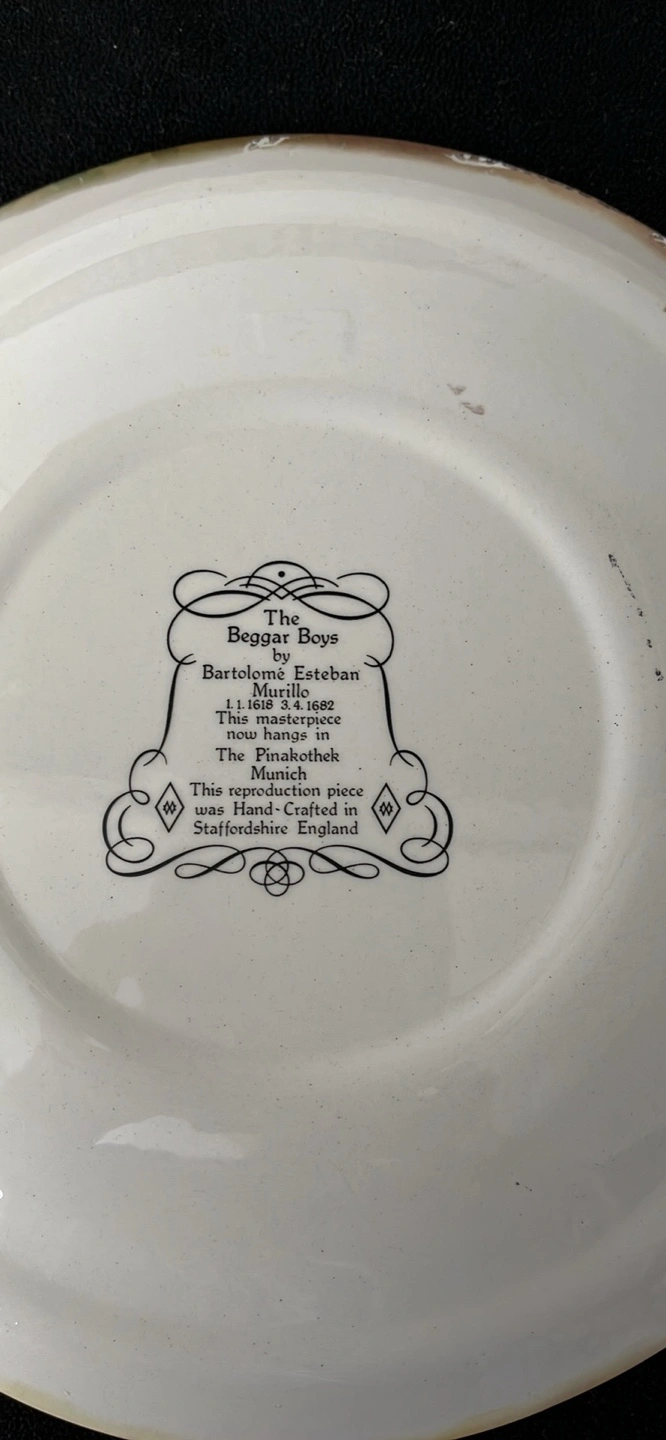 The
Beggar Boys
by
Bartolomé Esteban
Murillo
1.1.1618 3.4.1682
This masterpiece
now hangs in
The Pinakothek
Munich
This reproduction piece
was Hand-Crafted in
Staffordshire England